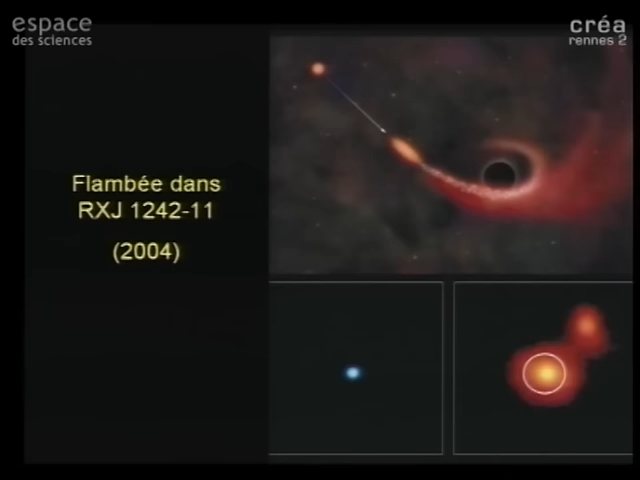 espace
des sciences
créa
rennes 2
Flambée dans
RXJ 1242-11
(2004)